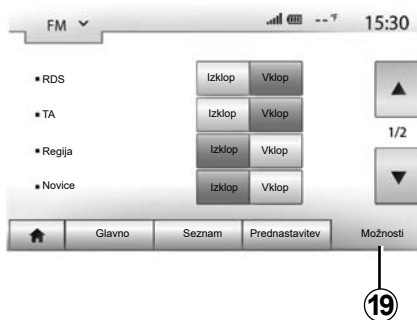 FM --°F 15:30
RDS Izklop Vklop
TA Izklop Vklop
1/2
Regija Izklop Vklop
Novice Izklop Vklop
Glavno Seznam Prednastavitev Možnosti
19